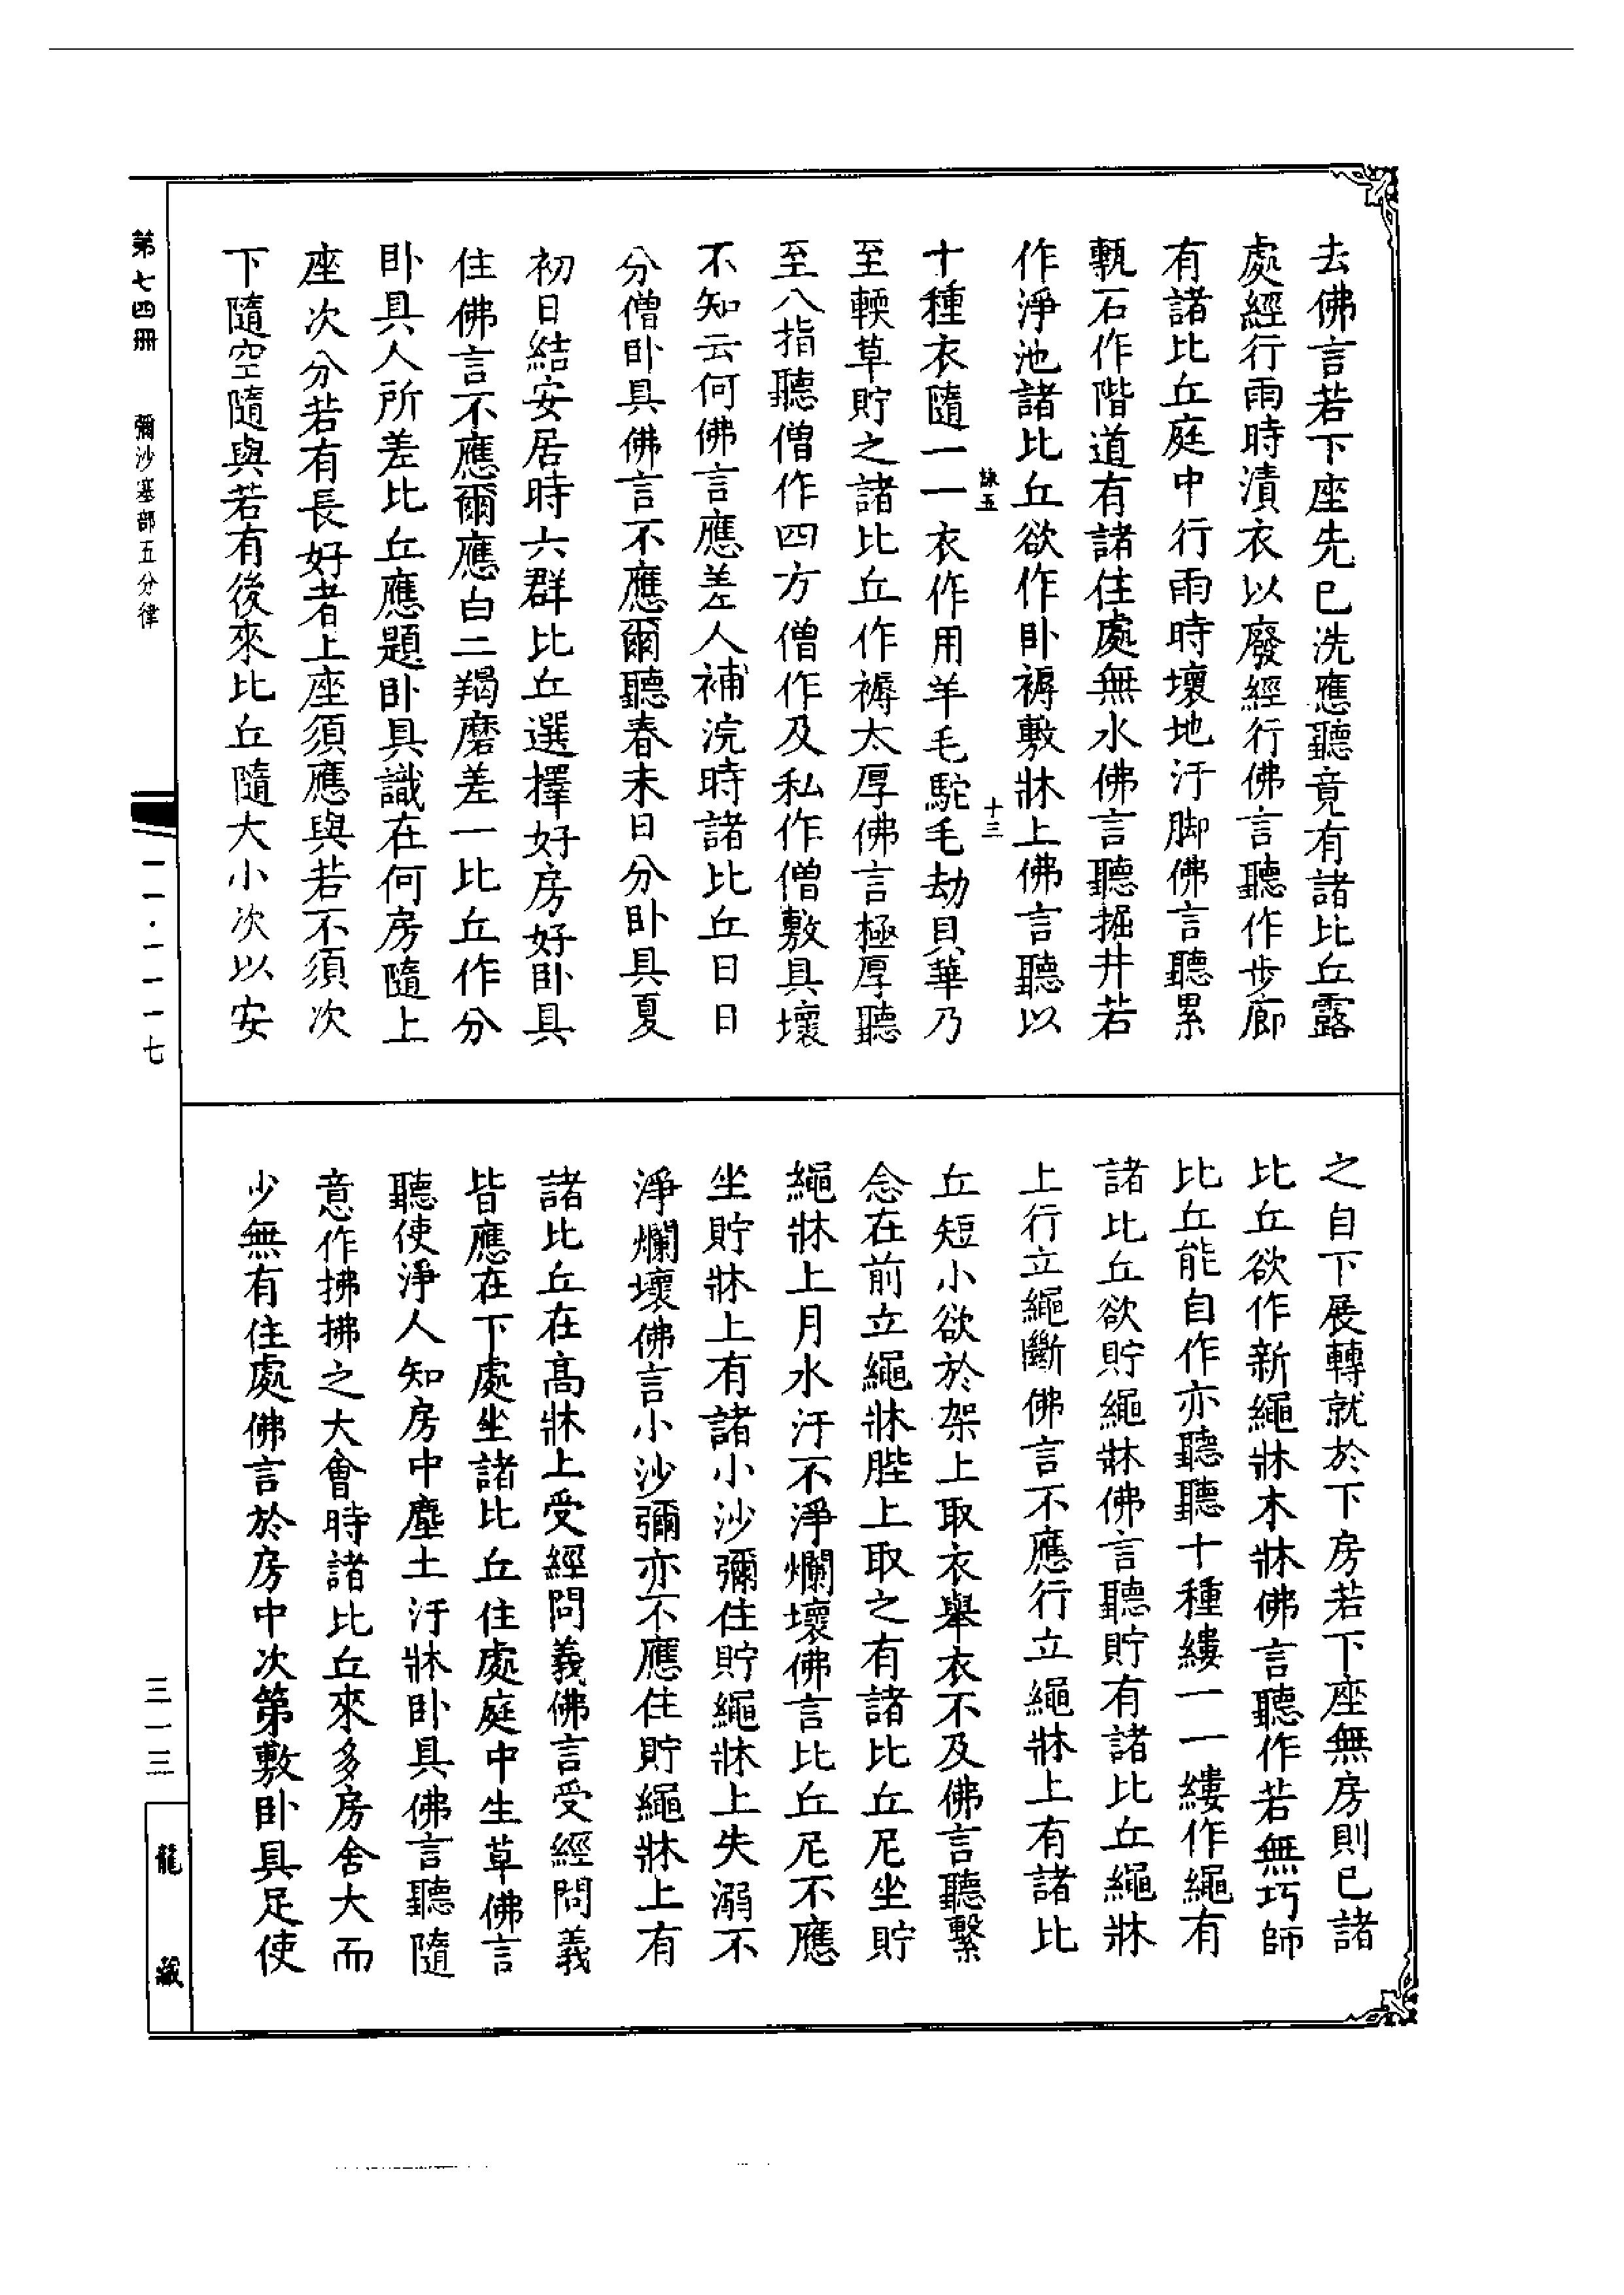 去佛言若下座先已洗應聽竟有諸比丘露
處經行雨時漬衣以廢經行佛言聽作步廊
有諸比丘庭中行雨時壞地汙脚佛言聽累
甎石作階道有諸住處無水佛言聽掘井若
作淨池諸比丘欲作卧褥敷牀上佛言聽以
詠五 十三
十種衣隨一一衣作用羊毛駝毛劫貝華乃
至輭草貯之諸比丘作褥太厚佛言極厚聽
至八指聽僧作四方僧作及私作僧敷具壞
不知云何佛言應差人補浣時諸比丘日日
分僧卧具佛言不應爾聽春末日分卧具夏
初日結安居時六群比丘選擇好房好卧具
住佛言不應爾應白二羯磨差一比丘作分
卧具人所差比丘應題卧具識在何房隨上
座次分若有長好者上座須應與若不須次
下隨空隨與若有後來比丘隨大小次以安
之自下展轉就於下房若下座無房則已諸
比丘欲作新繩牀木牀佛言聽作若無巧師
比丘能自作亦聽聽十種縷一一縷作繩有
諸比丘欲貯繩牀佛言聽貯有諸比丘繩牀
上行立繩斷佛言不應行立繩牀上有諸比
丘短小欲於架上取衣舉衣不及佛言聽繫
念在前立繩牀䏶上取之有諸比丘尼坐貯
繩牀上月水汙不淨爛壞佛言比丘尼不應
坐貯牀上有諸小沙彌住貯繩牀上失溺不
淨爛壞佛言小沙彌亦不應住貯繩牀上有
諸比丘在高牀上受經問義佛言受經問義
皆應在下處坐諸比丘住處庭中生草佛言
聽使淨人知房中塵土汙牀卧具佛言聽隨
意作拂拂之大會時諸比丘來多房舍大而
少無有住處佛言於房中次第敷卧具足使
第七四冊 彌沙塞部五分律
一一·一一一七
三一三
龍藏